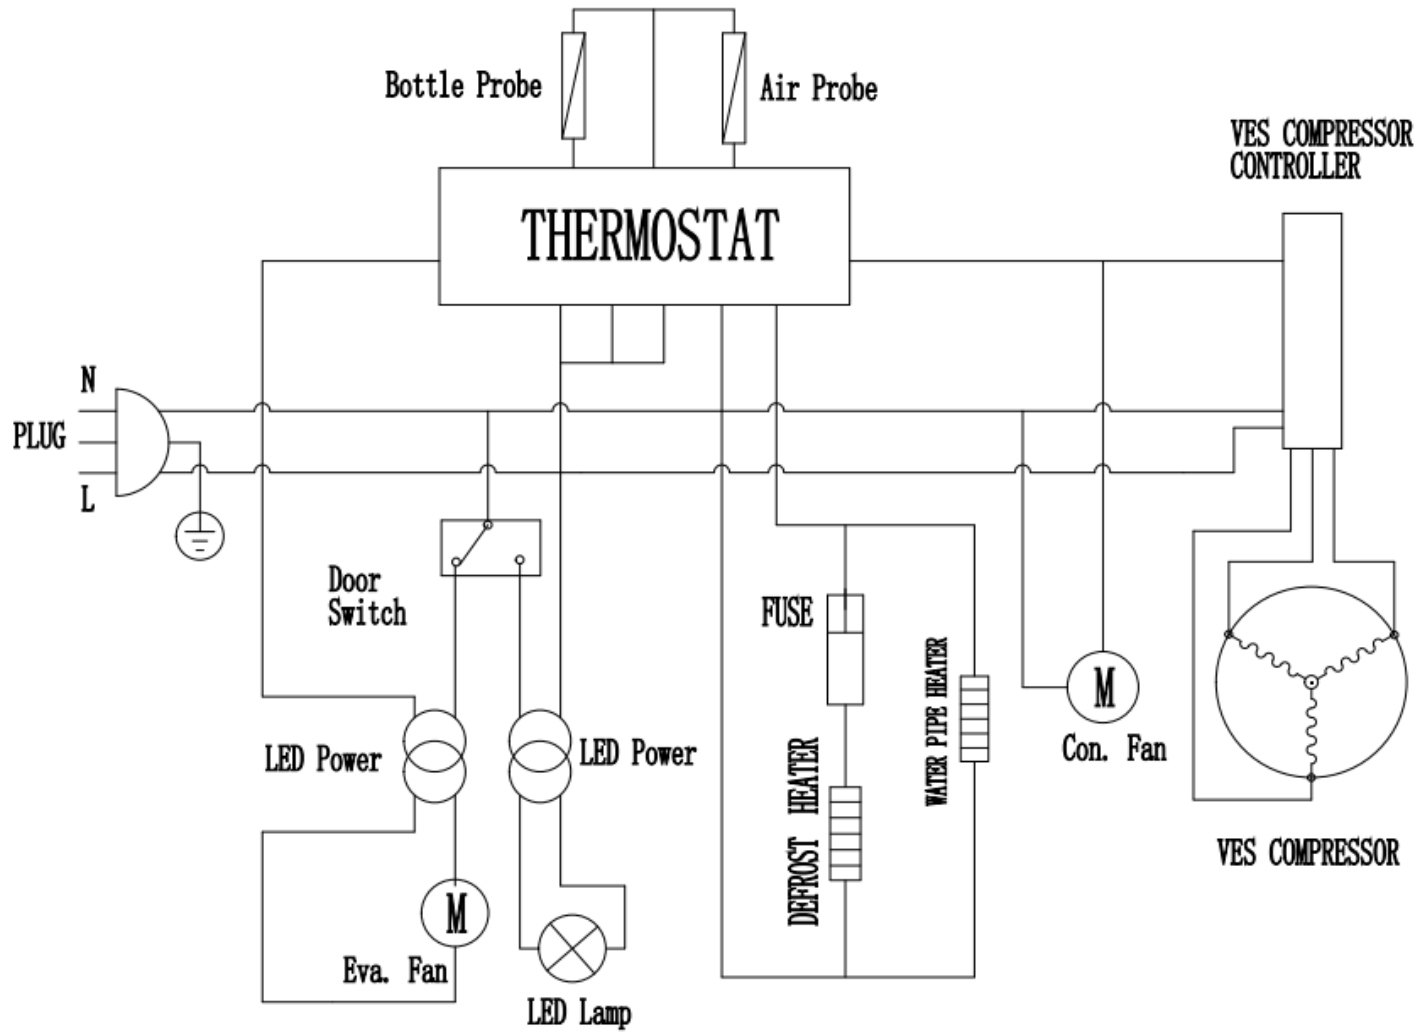 Bottle Probe
Air Probe
VES COMPRESSOR
CONTROLLER
THERMOSTAT
N
PLUG
L
Door
Switch
FUSE
WATER PIPE HEATER
M
LED Power
LED Power
Con. Fan
DEFROST HEATER
VES COMPRESSOR
M
Eva. Fan
LED Lamp